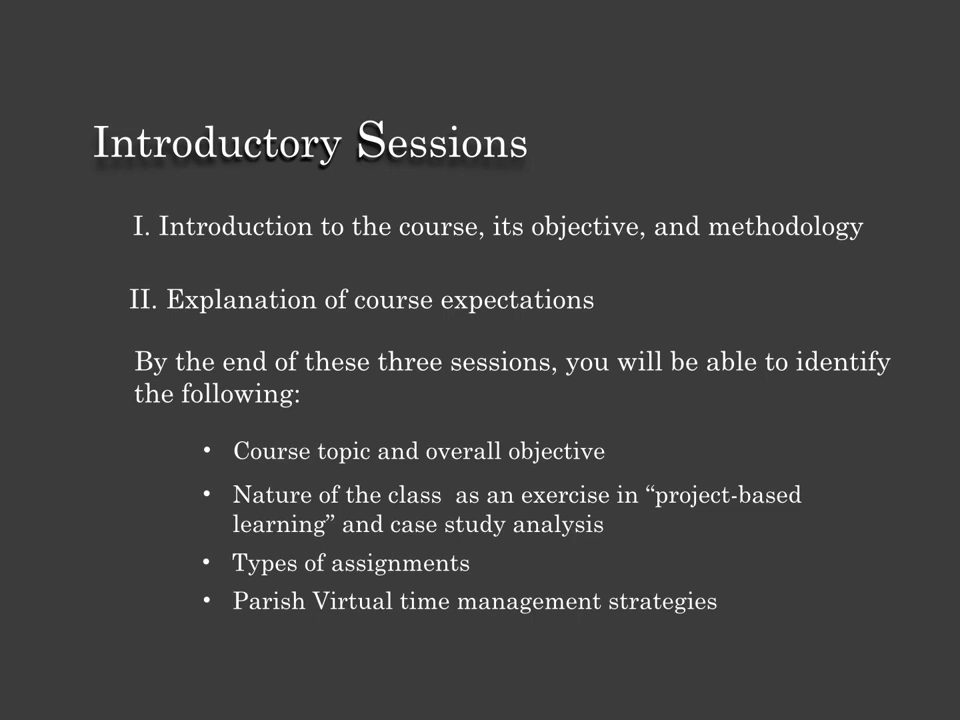 Introductory Sessions
I. Introduction to the course, its objective, and methodology
II. Explanation of course expectations
By the end of these three sessions, you will be able to identify
the following:
• Course topic and overall objective
• Nature of the class  as an exercise in “project-based
learning” and case study analysis
• Types of assignments
• Parish Virtual time management strategies